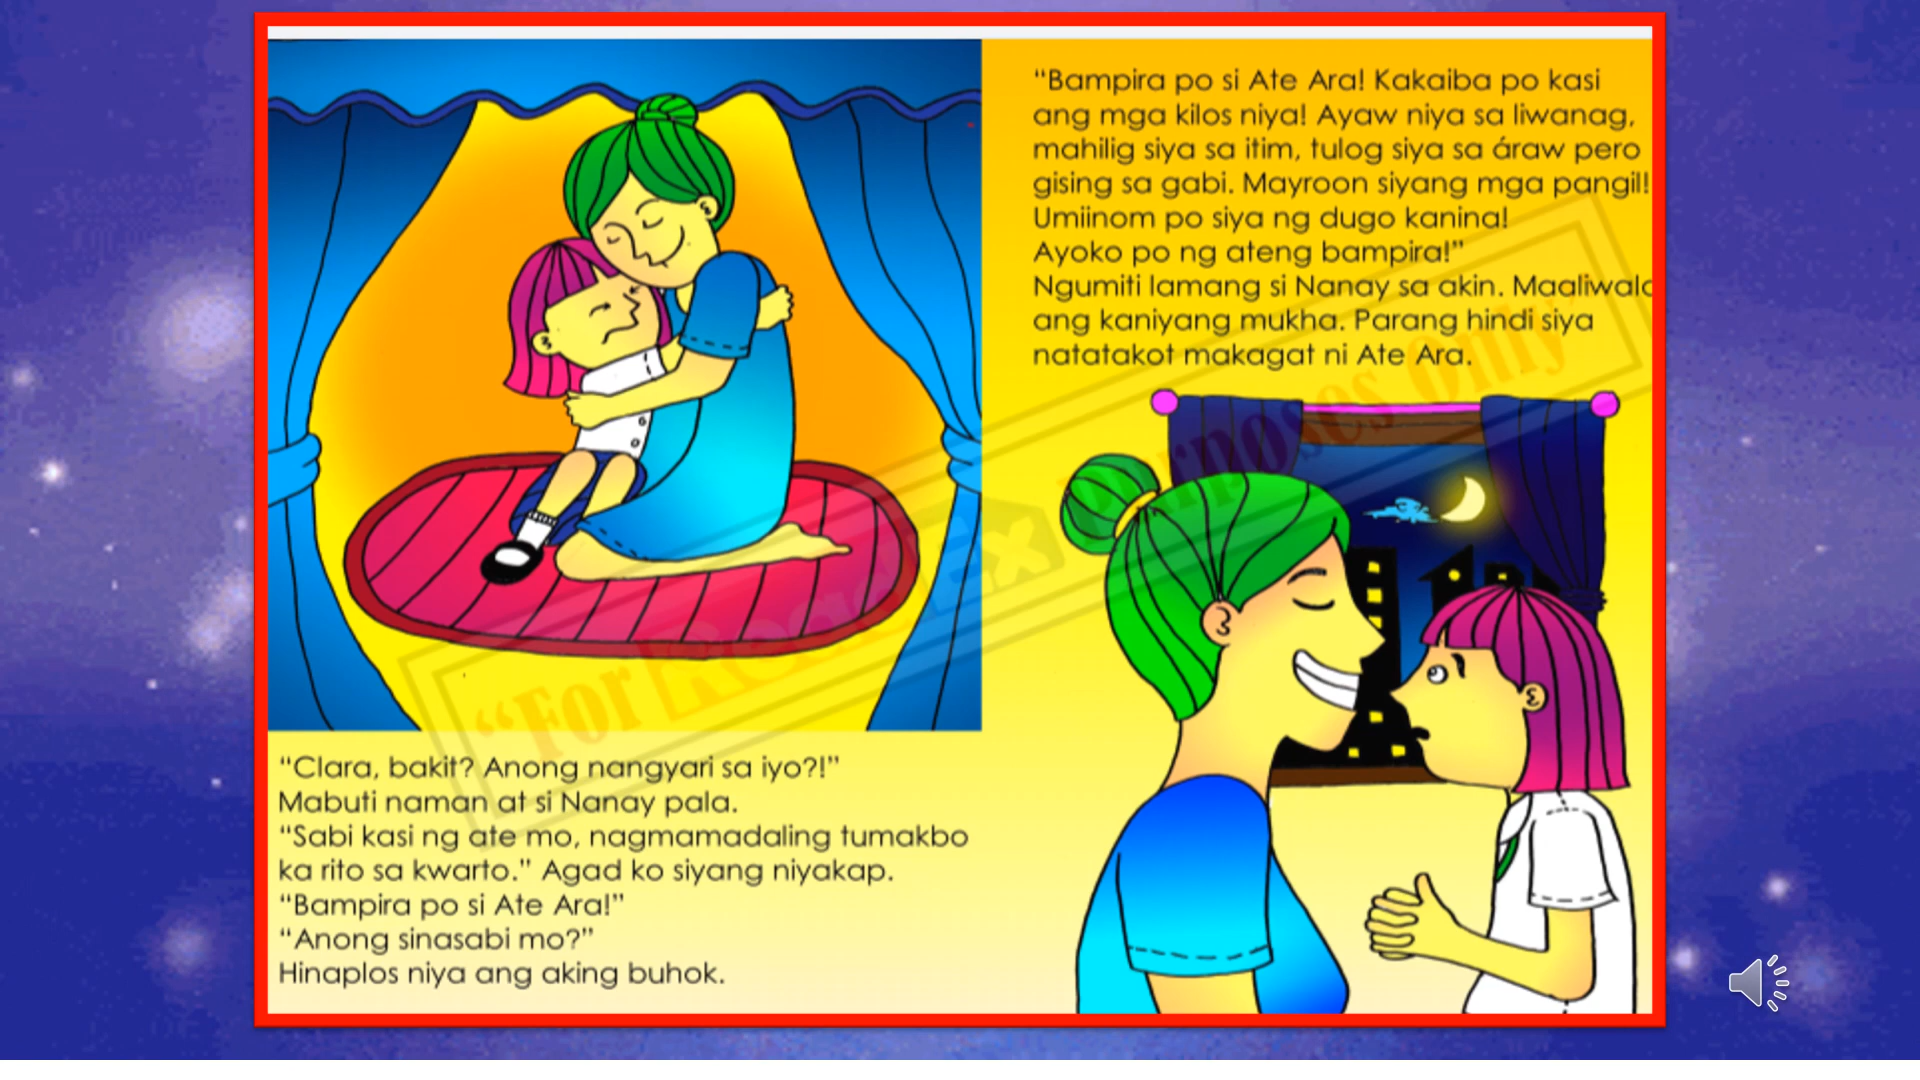 “Clara, bakit? Anong nangyari sa iyo?!”
Mabuti naman at si Nanay pala.
“Sabi kasi ng ate mo, nagmamadaling tumakbo
ka rito sa kwarto.” Agad ko siyang niyakap.
“Bampira po si Ate Ara!”
“Anong sinasabi mo?”
Hinaplos niya ang aking buhok.
“Bampira po si Ate Ara! Kakaiba po kasi
ang mga kilos niya! Ayaw niya sa liwanag,
mahilig siya sa itim, tulog siya sa áraw pero
gising sa gabi. Mayroon siyang mga pangil!
Umiinom po siya ng dugo kanina!
Ayoko po ng ateng bampira!”
Ngumiti lamang si Nanay sa akin. Maaliwala
ang kaniyang mukha. Parang hindi siya
natatakot makagat ni Ate Ara.
“For Purposes Only”